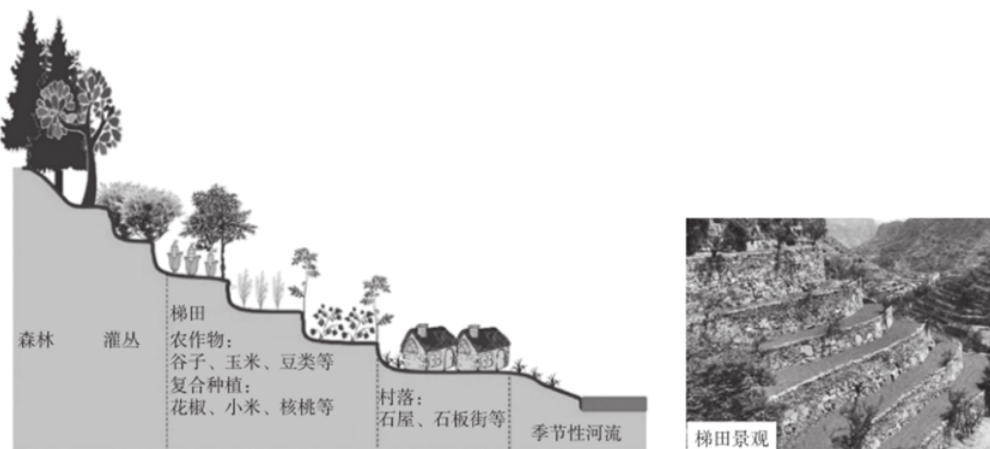 森林
灌丛
梯田
农作物：
谷子、玉米、豆类等
复合种植：
花椒、小米、核桃等
村落：
石屋、石板街等
季节性河流
梯田景观